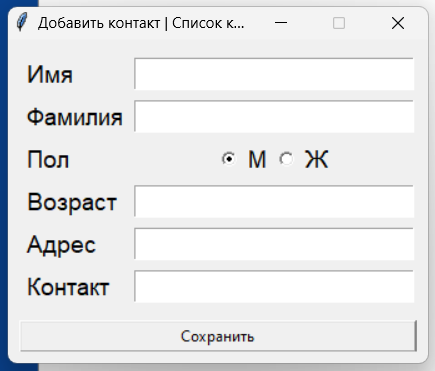 Добавить контакт | Список к...
Имя
Фамилия
Пол М Ж
Возраст
Адрес
Контакт
Сохранить